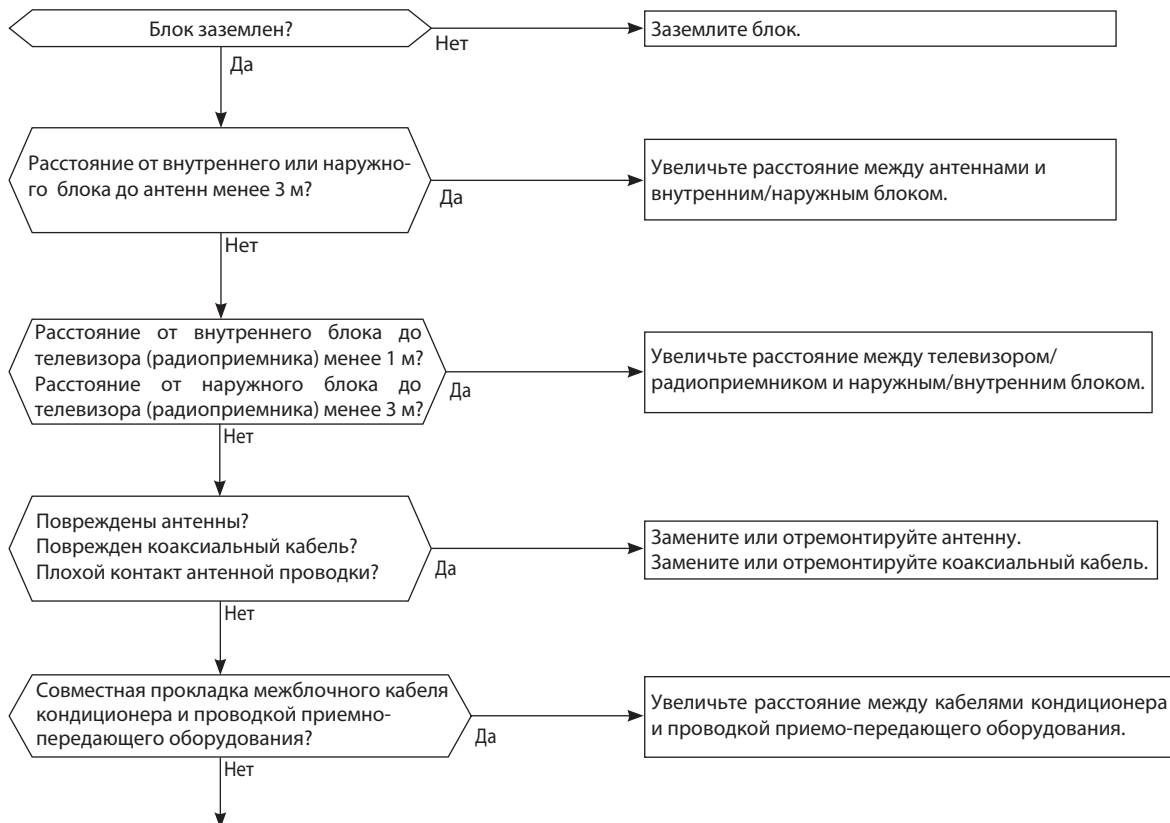 Блок заземлен?
Нет
Заземлите блок.
Да
Расстояние от внутреннего или наружно-
го блока до антенн менее 3 м?
Да
Увеличьте расстояние между антеннами и
внутренним/наружным блоком.
Нет
Расстояние от внутреннего блока до
телевизора (радиоприемника) менее 1 м?
Расстояние от наружного блока до
телевизора (радиоприемника) менее 3 м?
Да
Увеличьте расстояние между телевизором/
радиоприемником и наружным/внутренним блоком.
Нет
Повреждены антенны?
Поврежден коаксиальный кабель?
Плохой контакт антенной проводки?
Да
Замените или отремонтируйте антенну.
Замените или отремонтируйте коаксиальный кабель.
Нет
Совместная прокладка межблочного кабеля
кондиционера и проводкой приемно-
передающего оборудования?
Да
Увеличьте расстояние между кабелями кондиционера
и проводкой приемо-передающего оборудования.
Нет